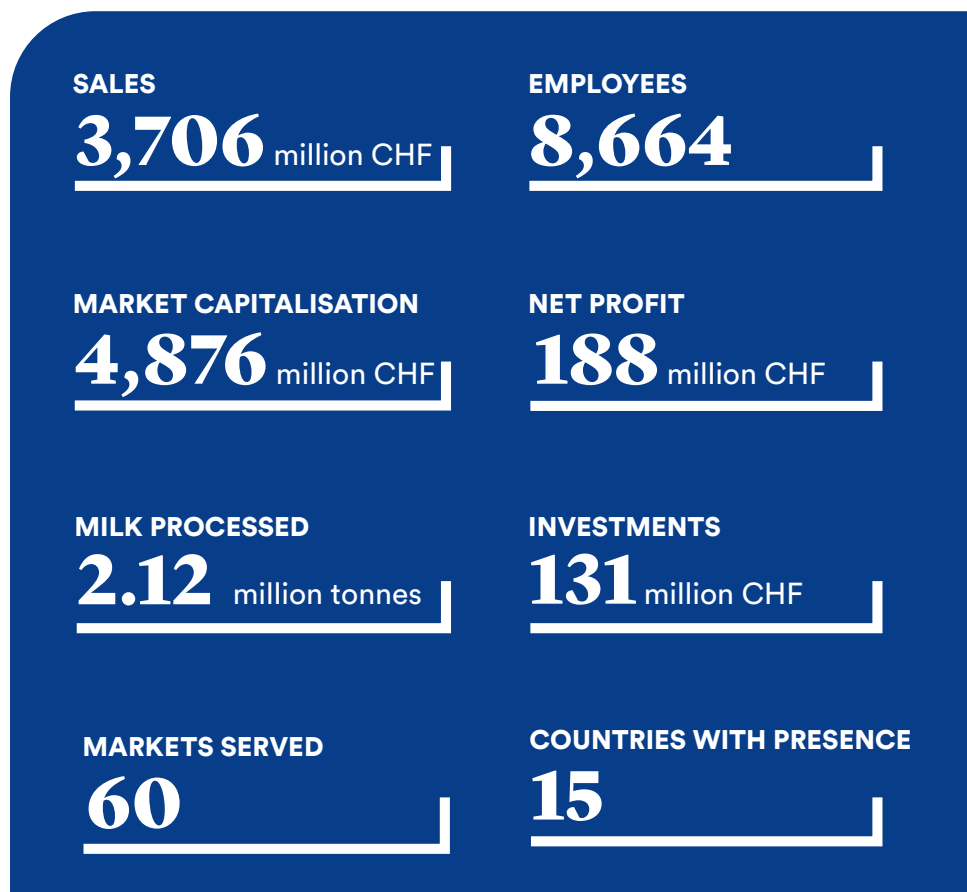 SALES
3,706 million CHF
EMPLOYEES
8,664
MARKET CAPITALISATION
4,876 million CHF
NET PROFIT
188 million CHF
MILK PROCESSED
2.12 million tonnes
INVESTMENTS
131 million CHF
MARKETS SERVED
60
COUNTRIES WITH PRESENCE
15